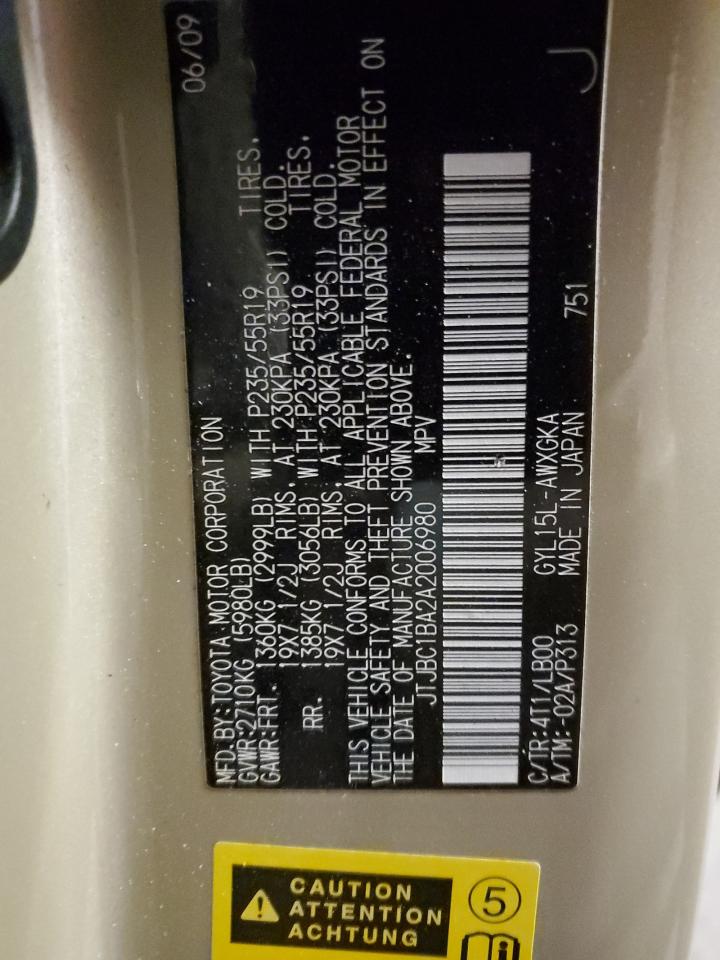 MFD.BY:TOYOTA MOTOR CORPORATION 06/09
GVWR:2710KG (5980LB)
GAWR:FRT. 1360KG (2999LB) WITH P235/55R19 TIRES,
19X7 1/2J RIMS, AT 230KPA (33PSI) COLD.
RR. 1385KG (3056LB) WITH P235/55R19 TIRES,
19X7 1/2J RIMS, AT 230KPA (33PSI) COLD.
THIS VEHICLE CONFORMS TO ALL APPLICABLE FEDERAL MOTOR
VEHICLE SAFETY AND THEFT PREVENTION STANDARDS IN EFFECT ON
THE DATE OF MANUFACTURE SHOWN ABOVE.
JTJBC1BA2A2006980 MPV
C/TR:4T1/LB00 GYL15L-AWXGKA
A/TM:-02A/P313 MADE IN JAPAN 751 J
CAUTION
ATTENTION
ACHTUNG
5